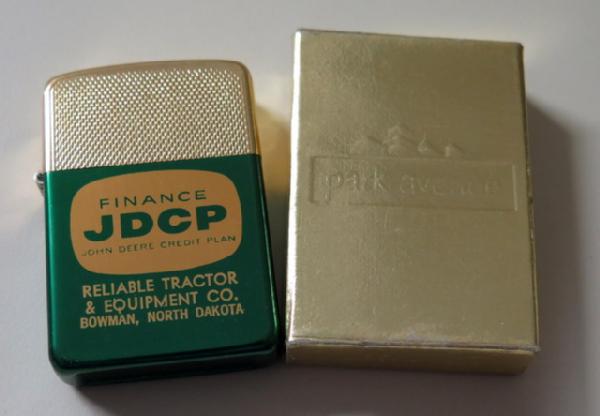 FINANCE
JDCP
JOHN DEERE CREDIT PLAN
RELIABLE TRACTOR
& EQUIPMENT CO.
BOWMAN, NORTH DAKOTA
park avenue